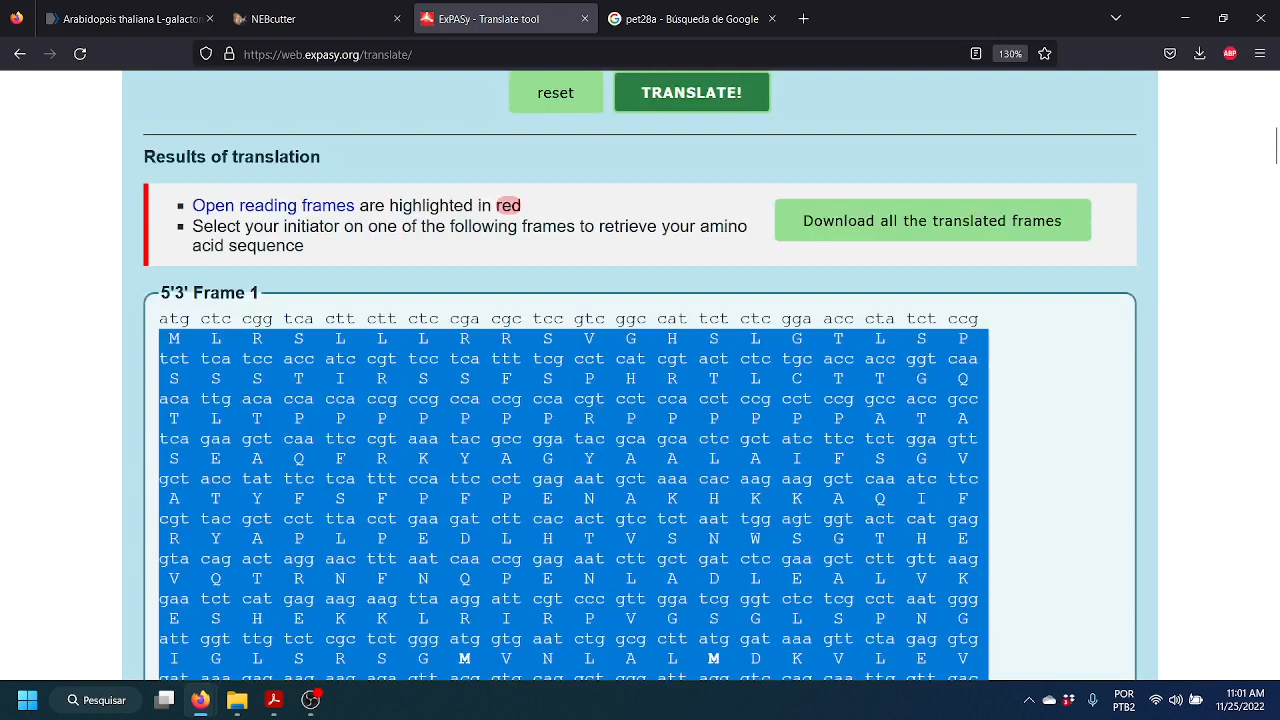 Arabidopsis thaliana L-galacton
NEBcutter
ExPASy - Translate tool
pet28a - Búsqueda de Google
https://web.expasy.org/translate/
130%
ABP
reset
TRANSLATE!
Results of translation
Open reading frames are highlighted in red
Select your initiator on one of the following frames to retrieve your amino
acid sequence
Download all the translated frames
5'3' Frame 1
atg ctc cgg tca ctt ctt ctc cga cgc tcc gtc ggc cat tct ctc gga acc cta tct ccg
M L R S L L L R R S V G H S L G T L S P
tct tca tcc acc atc cgt tcc tca ttt tcg cct cat cgt act ctc tgc acc acc ggt caa
S S S T I R S S F S P H R T L C T T G Q
aca ttg aca cca cca ccg ccg cca ccg cca cgt cct cca cct ccg cct ccg gcc acc gcc
T L T P P P P P P P R P P P P P P A T A
tca gaa gct caa ttc cgt aaa tac gcc gga tac gca gca ctc gct atc ttc tct gga gtt
S E A Q F R K Y A G Y A A L A I F S G V
gct acc tat ttc tca ttt cca ttc cct gag aat gct aaa cac aag aag gct caa atc ttc
A T Y F S F P F P E N A K H K K A Q I F
cgt tac gct cct tta cct gaa gat ctt cac act gtc tct aat tgg agt ggt act cat gag
R Y A P L P E D L H T V S N W S G T H E
gta cag act agg aac ttt aat caa ccg gag aat ctt gct gat ctc gaa gct ctt gtt aag
V Q T R N F N Q P E N L A D L E A L V K
gaa tct cat gag aag aag tta agg att cgt ccc gtt gga tcg ggt ctc tcg cct aat ggg
E S H E K K L R I R P V G S G L S P N G
att ggt ttg tct cgc tct ggg atg gtg aat ctg gcg ctt atg gat aaa gtt cta gag gtg
I G L S R S G M V N L A L M D K V L E V
Pesquisar
3
POR
PTB2
11:01 AM
11/25/2022